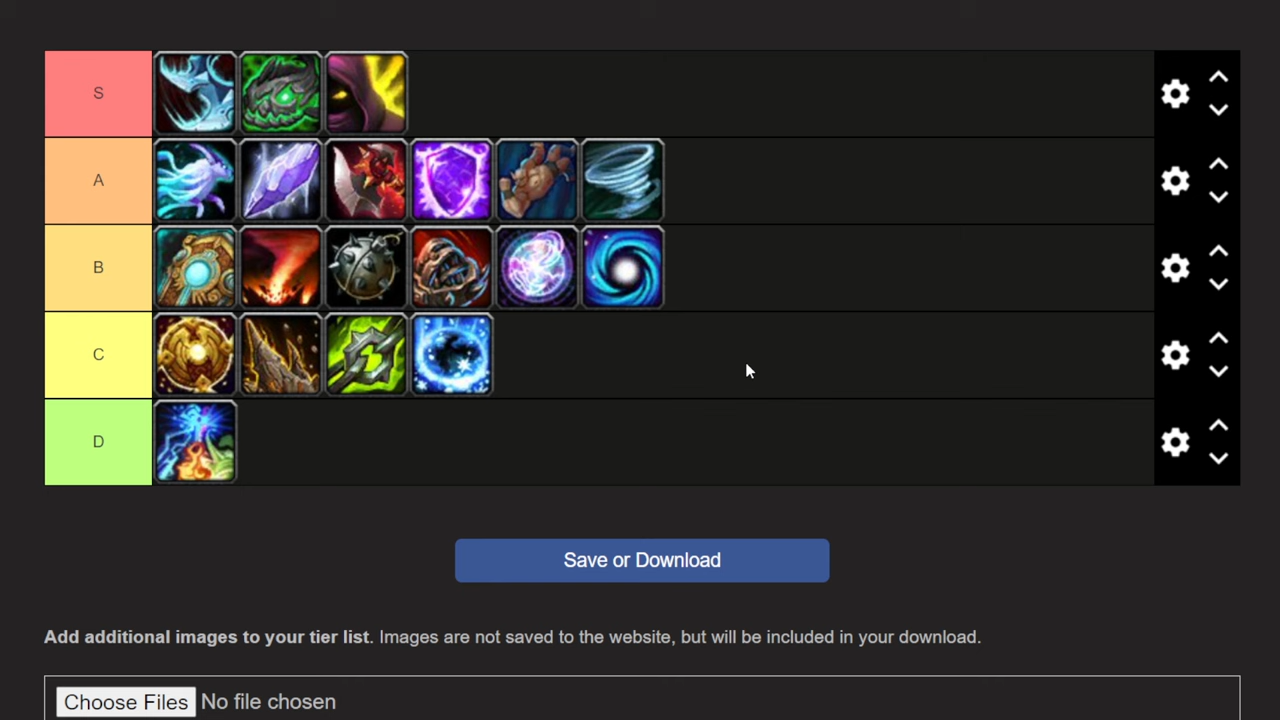 S
A
B
C
D
Save or Download
Add additional images to your tier list. Images are not saved to the website, but will be included in your download.
Choose Files No file chosen